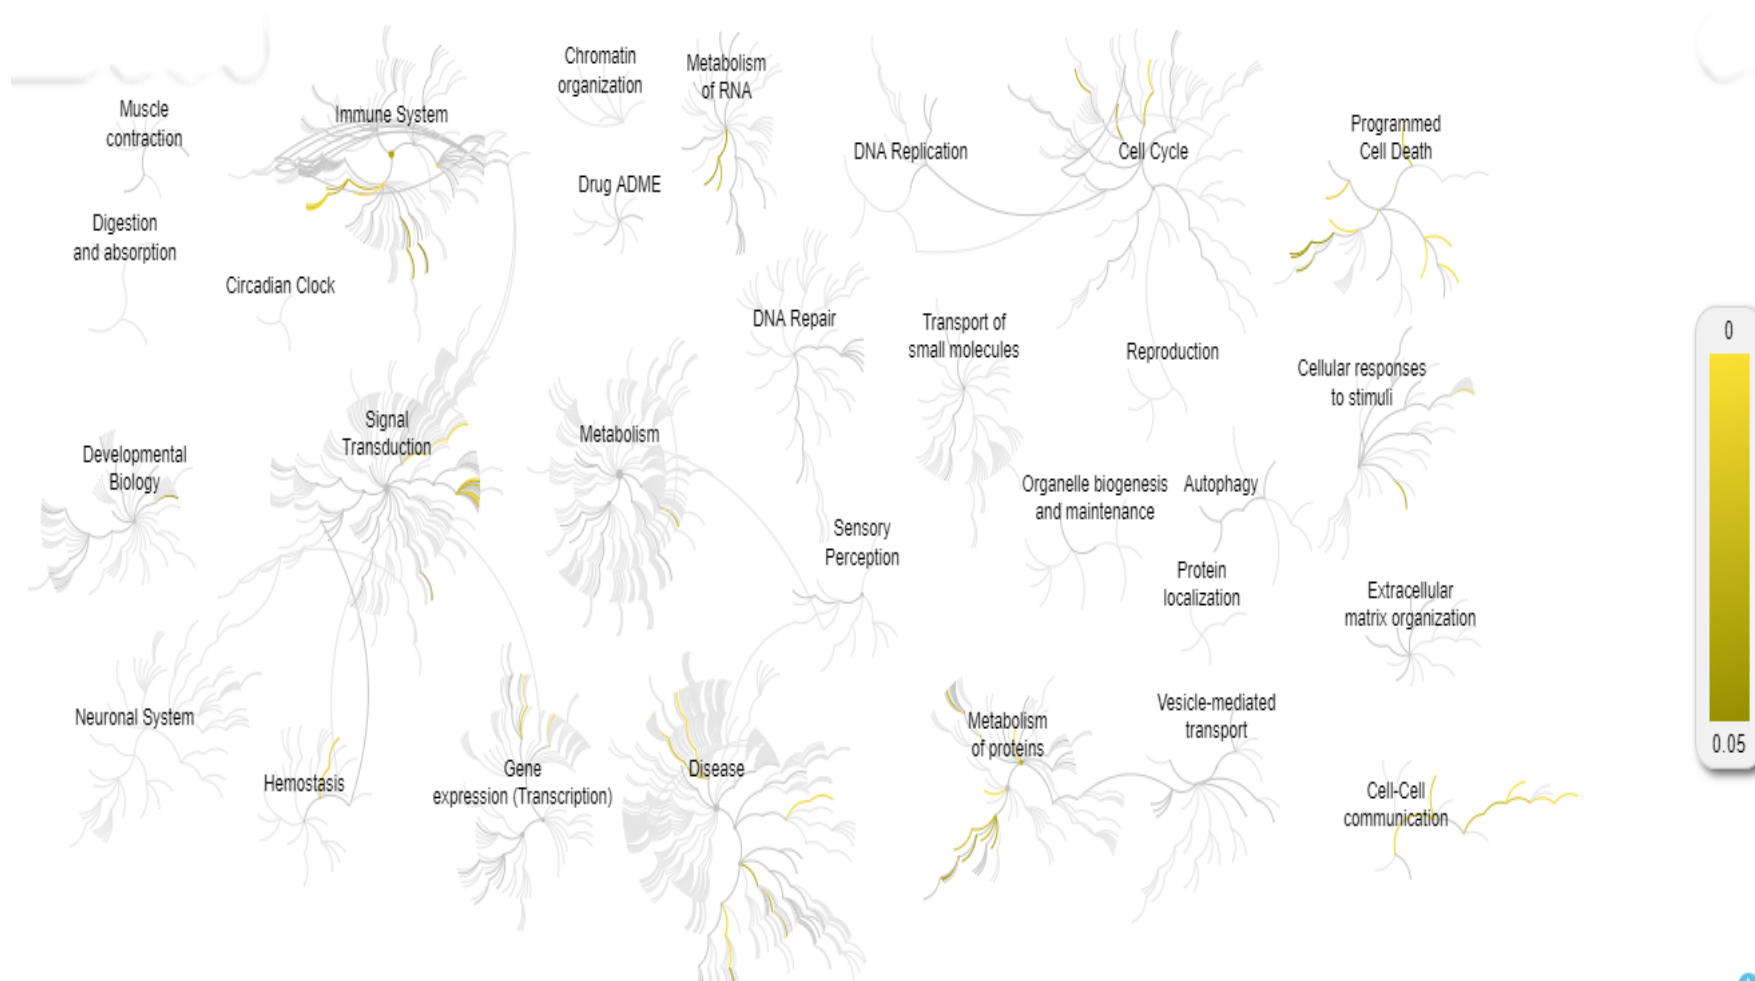 Chromatin
organization
Metabolism
of RNA
Muscle
contraction
Immune System
DNA Replication
Cell Cycle
Programmed
Cell Death
Drug ADME
Digestion
and absorption
Circadian Clock
DNA Repair
Transport of
small molecules
Reproduction
Cellular responses
to stimuli
0
0.05
Signal
Transduction
Metabolism
Developmental
Biology
Organelle biogenesis
and maintenance
Autophagy
Sensory
Perception
Protein
localization
Extracellular
matrix organization
Neuronal System
Hemostasis
Gene
expression (Transcription)
Disease
Metabolism
of proteins
Vesicle-mediated
transport
Cell-Cell
communication